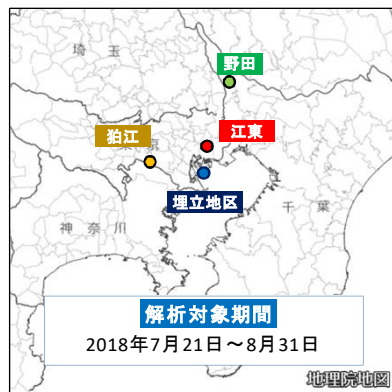 埼玉
野田
江東
狛江
東京
埋立地区
千葉
神奈川
解析対象期間
2018年7月21日～8月31日
地理院地図